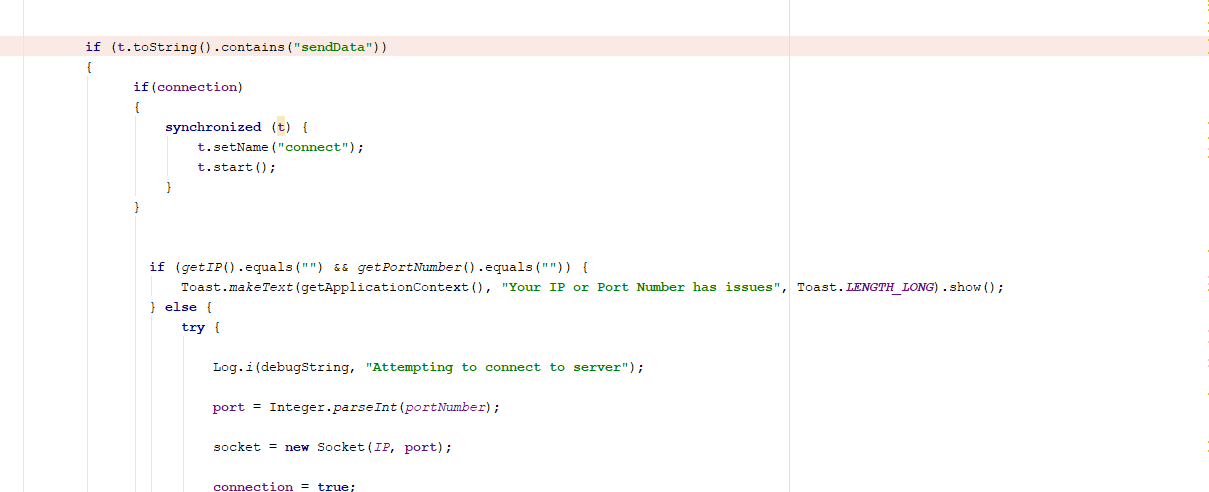 if (t.toString().contains("sendData"))
{
if(connection)
{
synchronized (t) {
t.setName("connect");
t.start();
}
}
if (getIP().equals("") && getPortNumber().equals("")) {
Toast.makeText(getApplicationContext(), "Your IP or Port Number has issues", Toast.LENGTH_LONG).show();
} else {
try {
Log.i(debugString, "Attempting to connect to server");
port = Integer.parseInt(portNumber);
socket = new Socket(IP, port);
connection = true;